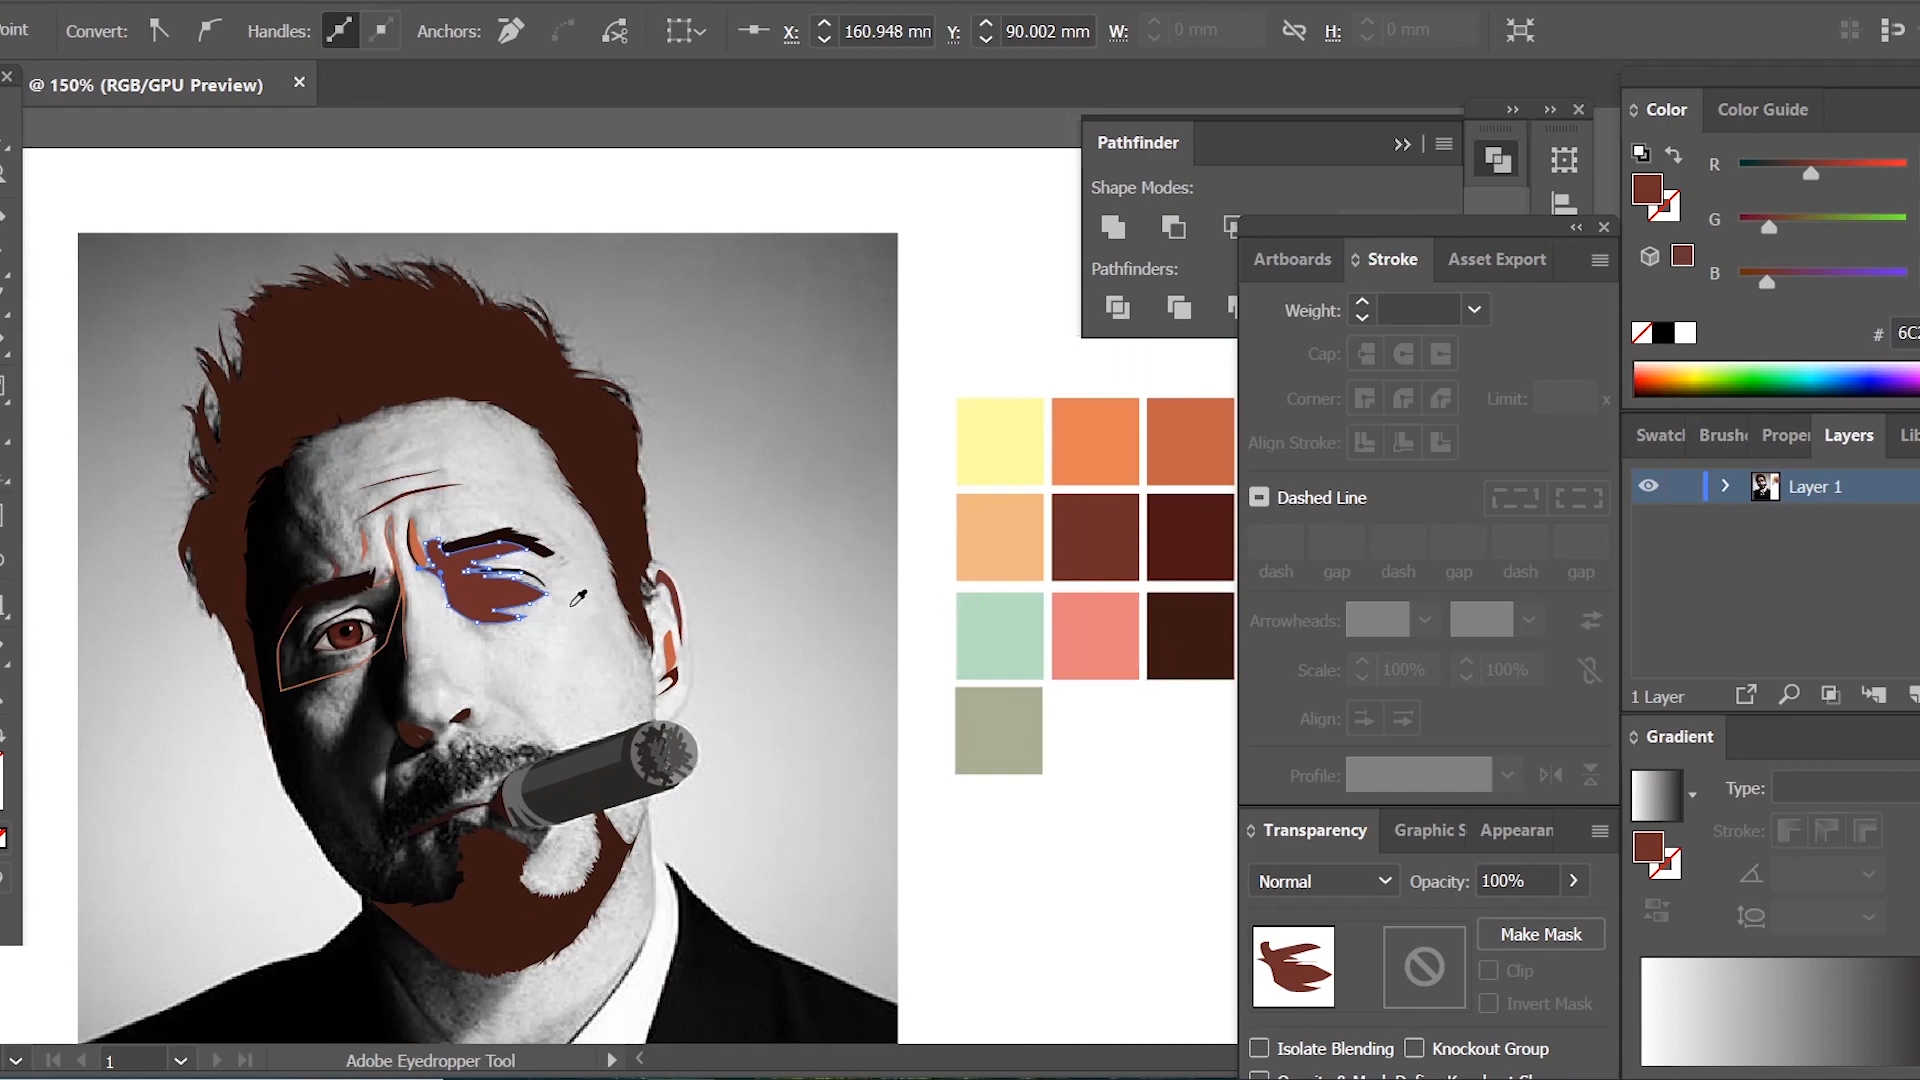 oint Convert: Handles: Anchors: X: 160.948 mn Y: 90.002 mm W: 0 mm H: 0 mm
@ 150% (RGB/GPU Preview)
Color Color Guide
Pathfinder
Shape Modes:
Pathfinders:
R
G
B
# 6C2
Artboards Stroke Asset Export
Weight:
Cap:
Corner: Limit: x
Align Stroke:
Dashed Line
dash gap dash gap dash gap
Arrowheads:
Scale: 100% 100%
Align:
Profile:
Swatcl Brushe Proper Layers Lib
Layer 1
1 Layer
Gradient
Type:
Stroke:
Transparency Graphic S Appearan
Normal Opacity: 100%
Make Mask
Clip
Invert Mask
Isolate Blending Knockout Group
1 Adobe Eyedropper Tool